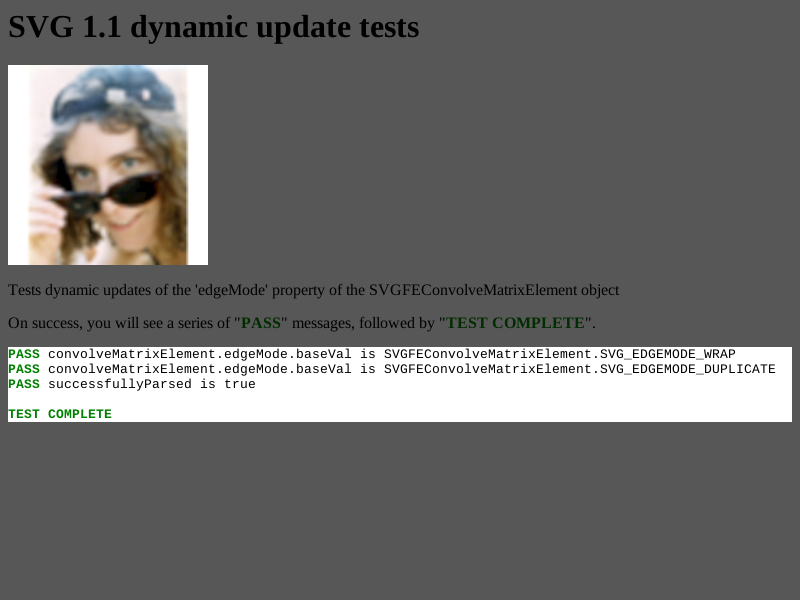 SVG 1.1 dynamic update tests
Tests dynamic updates of the 'edgeMode' property of the SVGFEConvolveMatrixElement object
On success, you will see a series of "PASS" messages, followed by "TEST COMPLETE".
PASS convolveMatrixElement.edgeMode.baseVal is SVGFEConvolveMatrixElement.SVG_EDGEMODE_WRAP
PASS convolveMatrixElement.edgeMode.baseVal is SVGFEConvolveMatrixElement.SVG_EDGEMODE_DUPLICATE
PASS successfullyParsed is true
TEST COMPLETE